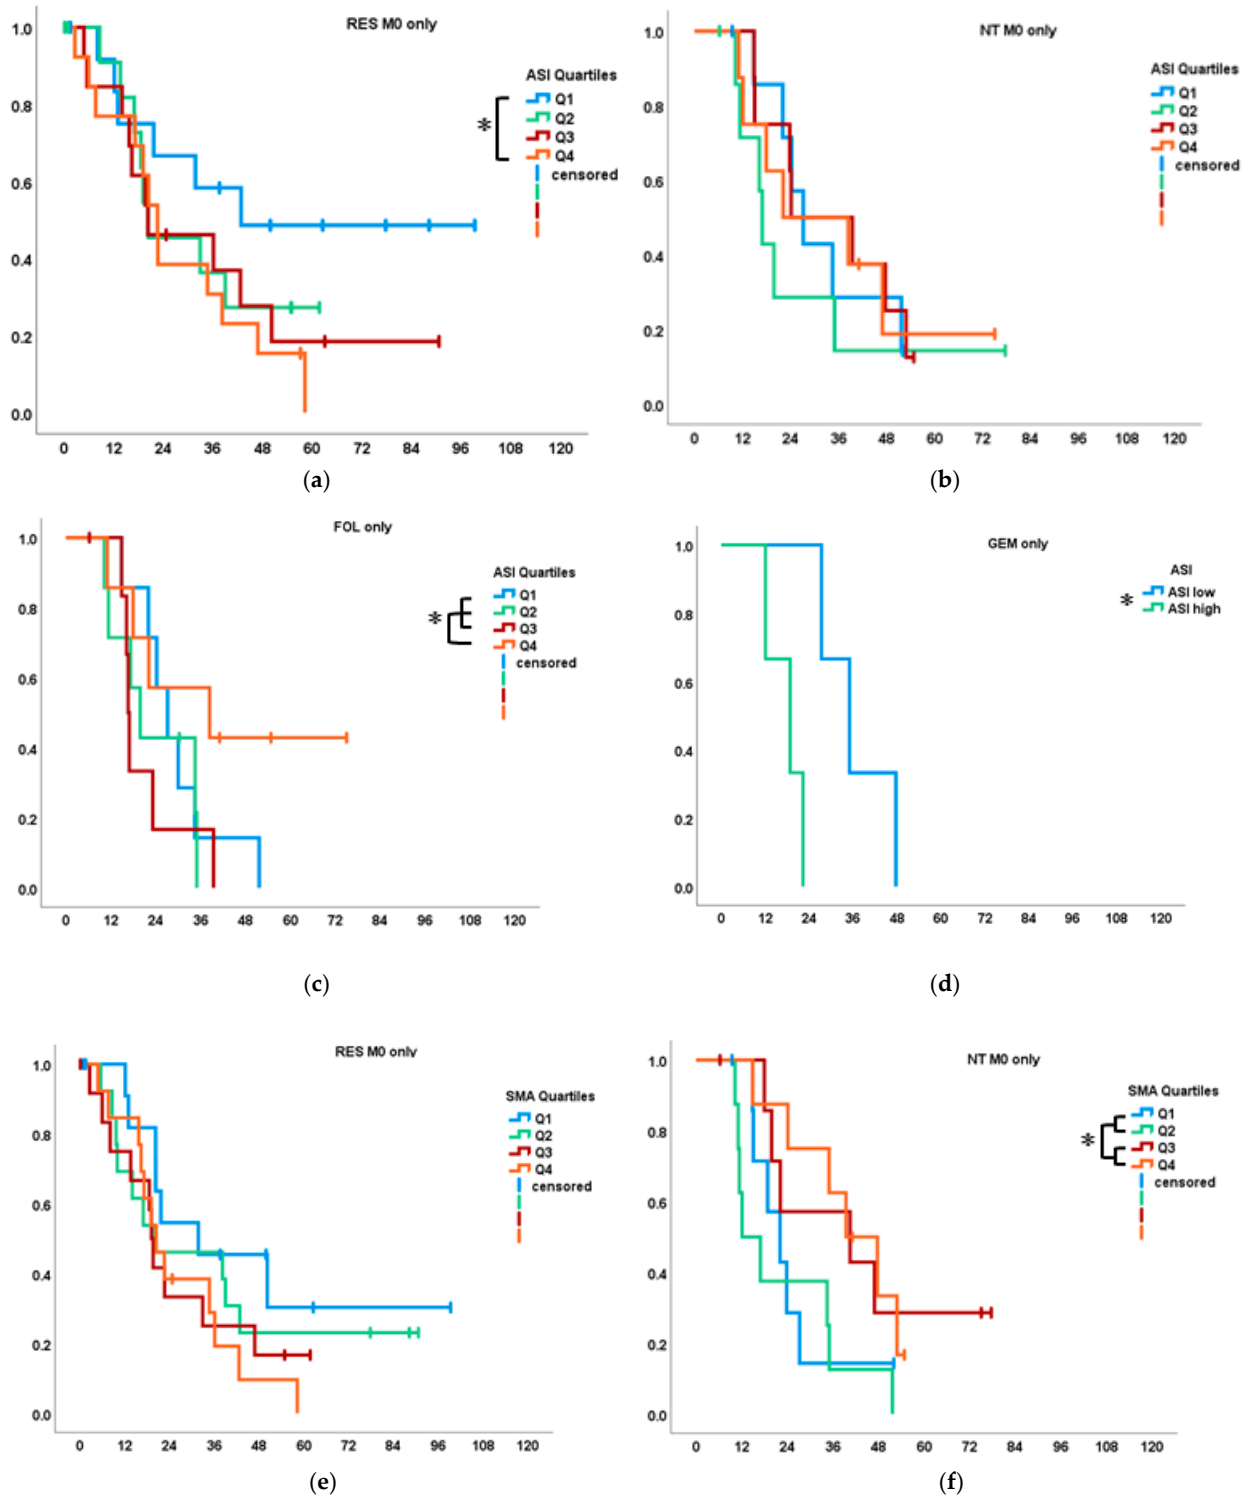 RES M0 only
1.0
0.8
0.6
0.4
0.2
0.0
ASI Quartiles
Q1
Q2
Q3
Q4
censored
*
0 12 24 36 48 60 72 84 96 108 120
(a)
NT M0 only
1.0
0.8
0.6
0.4
0.2
0.0
ASI Quartiles
Q1
Q2
Q3
Q4
censored
0 12 24 36 48 60 72 84 96 108 120
(b)
FOL only
1.0
0.8
0.6
0.4
0.2
0.0
ASI Quartiles
Q1
Q2
Q3
Q4
censored
*
0 12 24 36 48 60 72 84 96 108 120
(c)
GEM only
1.0
0.8
0.6
0.4
0.2
0.0
ASI
ASI low
ASI high
*
0 12 24 36 48 60 72 84 96 108 120
(d)
RES M0 only
1.0
0.8
0.6
0.4
0.2
0.0
SMA Quartiles
Q1
Q2
Q3
Q4
censored
0 12 24 36 48 60 72 84 96 108 120
(e)
NT M0 only
1.0
0.8
0.6
0.4
0.2
0.0
SMA Quartiles
Q1
Q2
Q3
Q4
censored
*
0 12 24 36 48 60 72 84 96 108 120
(f)